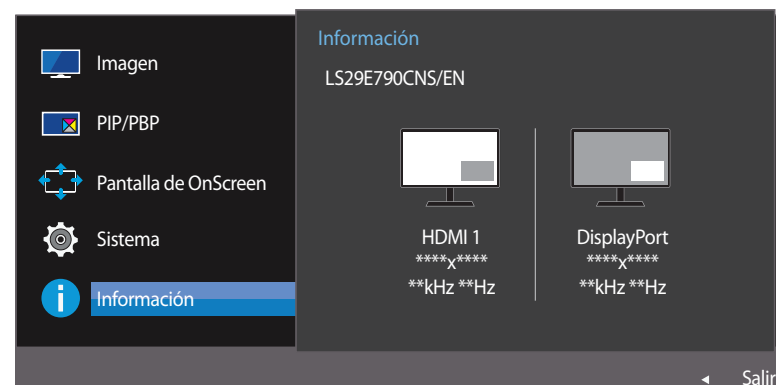 Imagen
PIP/PBP
Pantalla de OnScreen
Sistema
Información
Información
LS29E790CNS/EN
HDMI 1
****x****
**kHz **Hz
DisplayPort
****x****
**kHz **Hz
Salir